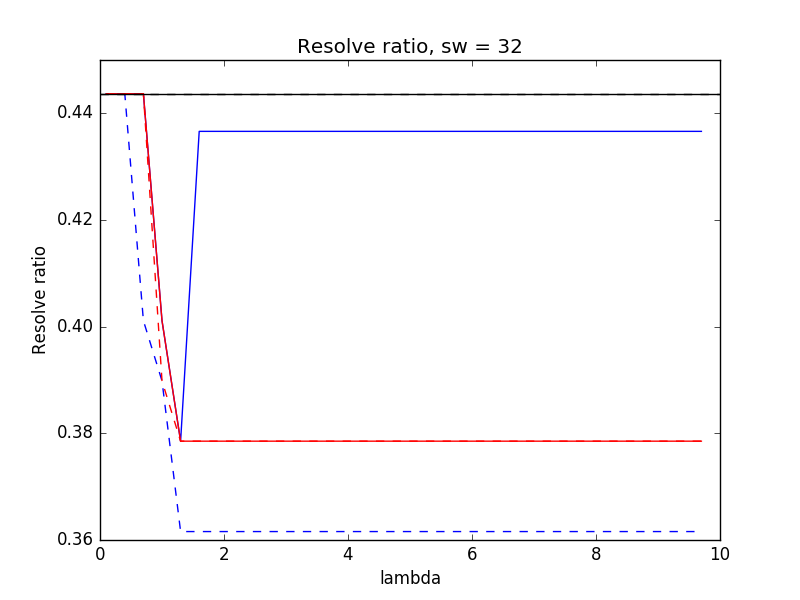 Resolve ratio, sw = 32
0.44
0.42
0.40
0.38
0.36
Resolve ratio
0 2 4 6 8 10
lambda